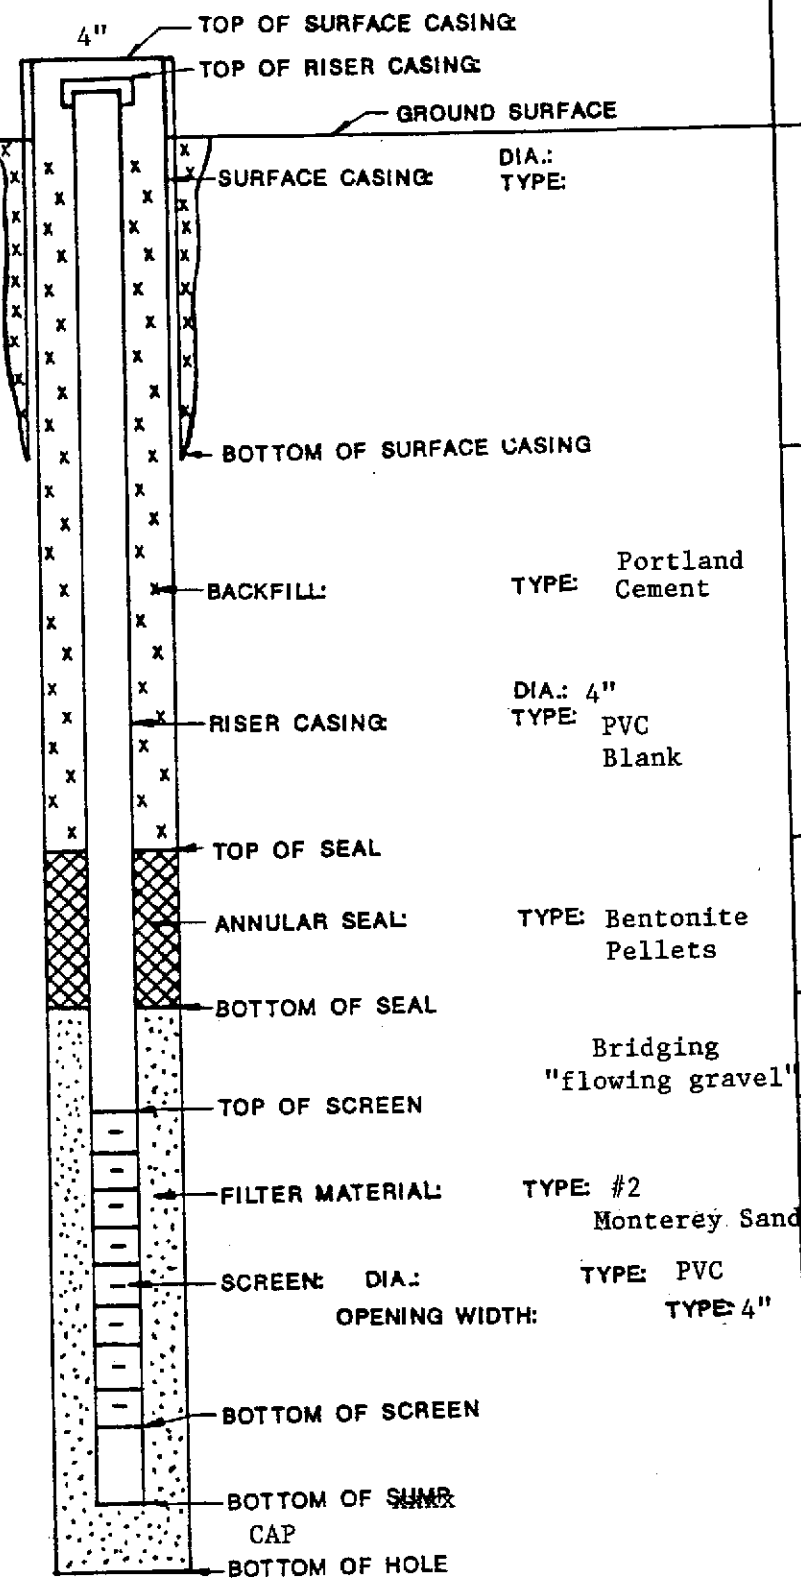 4"
TOP OF SURFACE CASING:
TOP OF RISER CASING:
GROUND SURFACE
SURFACE CASING: DIA.:
TYPE:
BOTTOM OF SURFACE CASING
BACKFILL: TYPE: Portland
Cement
RISER CASING: DIA.: 4"
TYPE: PVC
Blank
TOP OF SEAL
ANNULAR SEAL: TYPE: Bentonite
Pellets
BOTTOM OF SEAL
Bridging
"flowing gravel"
TOP OF SCREEN
FILTER MATERIAL: TYPE: #2
Monterey Sand
SCREEN: DIA.: TYPE: PVC
OPENING WIDTH: TYPE: 4"
BOTTOM OF SCREEN
BOTTOM OF SUMP
CAP
BOTTOM OF HOLE